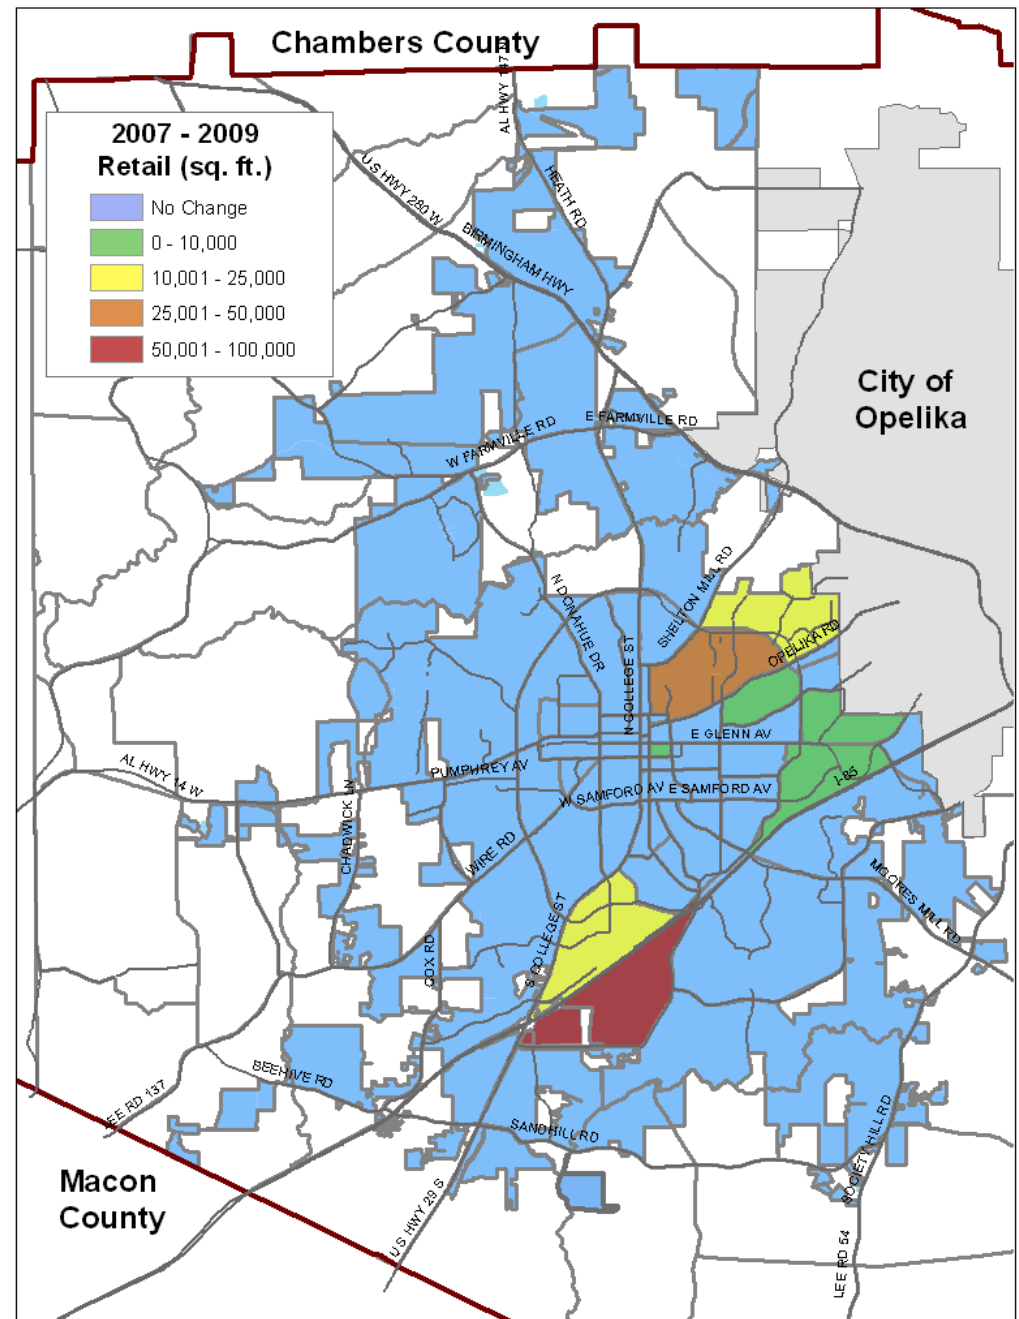 Chambers County
AL HWY 147 N
2007 - 2009
Retail (sq. ft.)
No Change
0 - 10,000
10,001 - 25,000
25,001 - 50,000
50,001 - 100,000
U S HWY 280 W
HEATH RD
BIRMINGHAM HWY
City of
Opelika
E FARMVILLE RD
W FARMVILLE RD
N DONAHUE DR
SHELTON MILL RD
N COLLEGE ST
OPELIKA RD
E GLENN AV
AL HWY 14 W
PUMPHREY AV
I-85
W SAMFORD AV
E SAMFORD AV
CHADWICK LN
WIRE RD
MOORES MILL RD
S COLLEGE ST
COX RD
BEEHIVE RD
LEE RD 137
SANDHILL RD
SOCIETY HILL RD
Macon
County
U S HWY 29 S
LEE RD 54